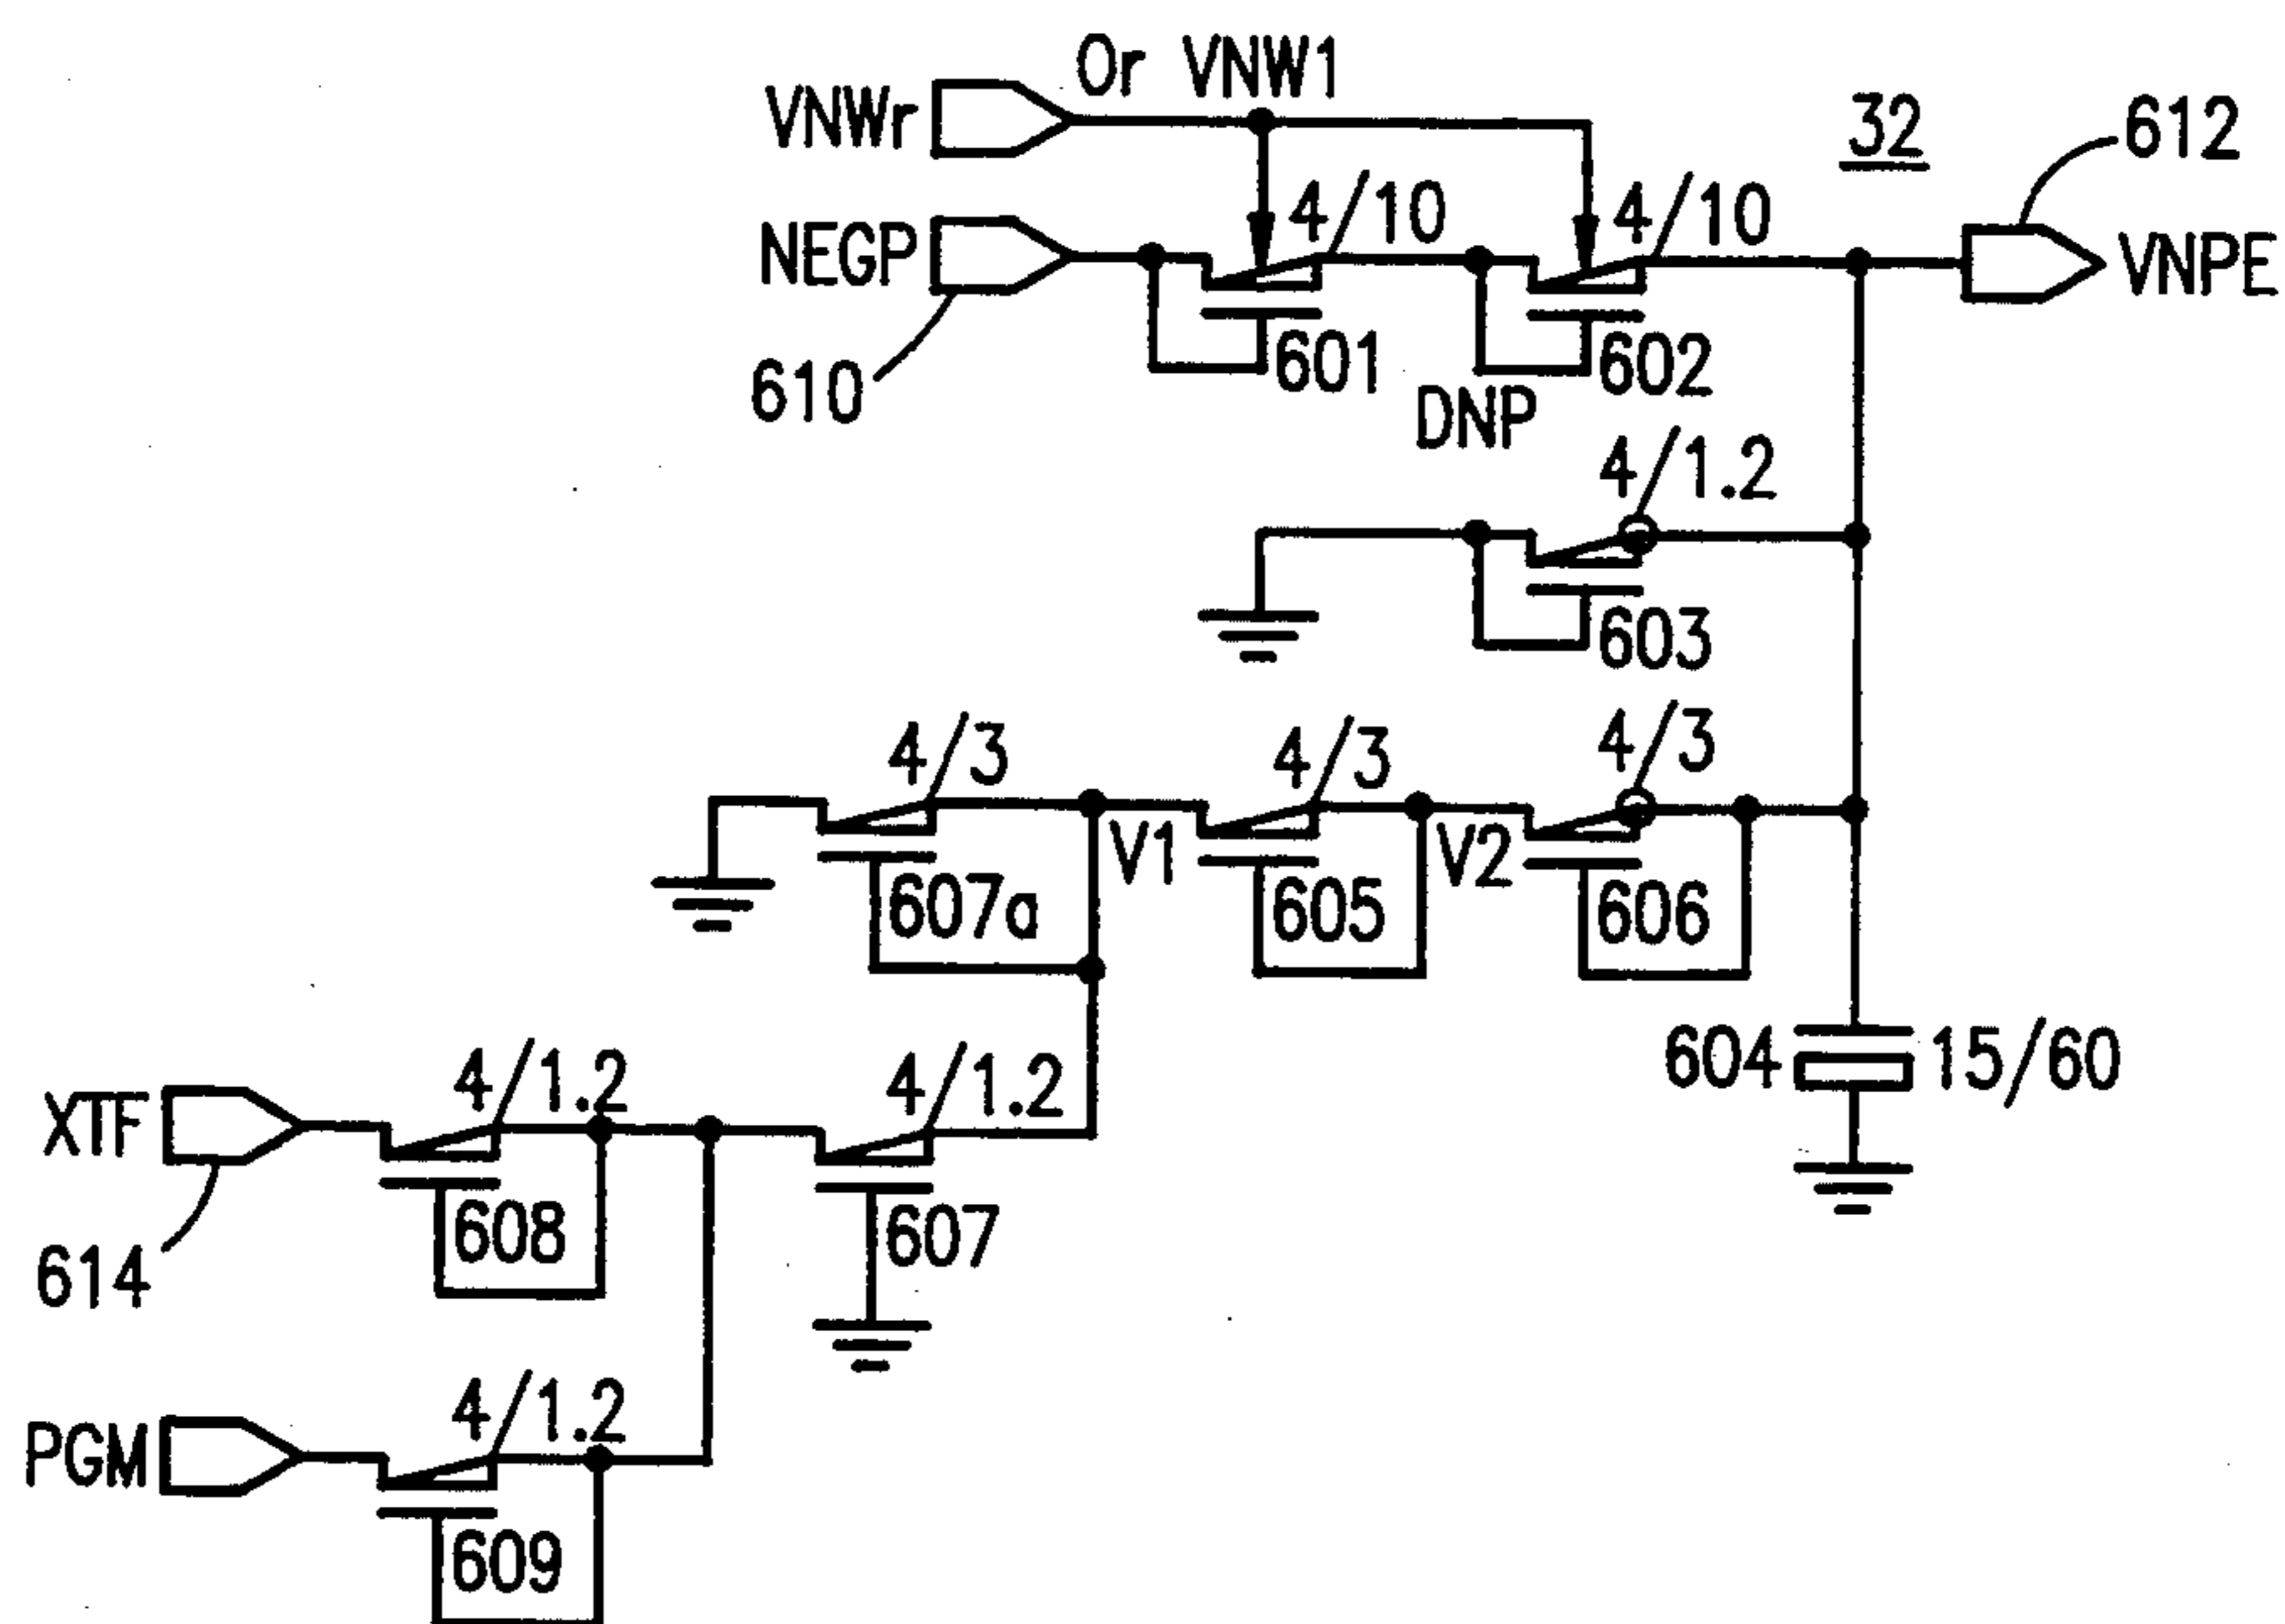 VNWr Or VNW1
32
612
NEGP 4/10 4/10 VNPE
610 601 602
DNP
4/1.2
603
4/3 4/3 4/3
V1 V2
607a 605 606
604 15/60
XTF 4/1.2 4/1.2
614 608 607
PGM 4/1.2
609